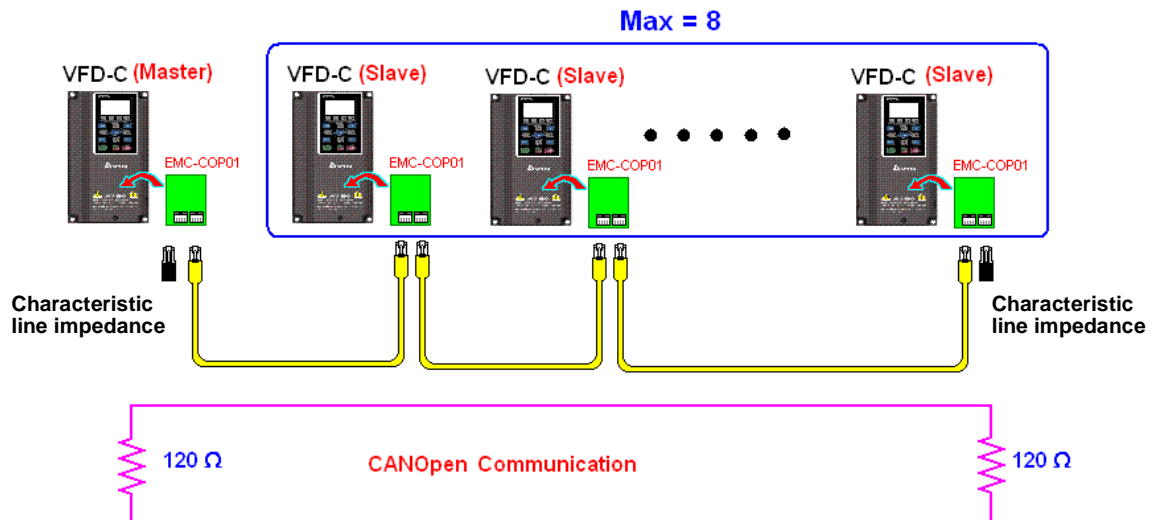 Max = 8
VFD-C (Master)
VFD-C (Slave)
VFD-C (Slave)
VFD-C (Slave)
EMC-COP01
EMC-COP01
EMC-COP01
EMC-COP01
Characteristic
line impedance
Characteristic
line impedance
120 Ω
CANOpen Communication
120 Ω